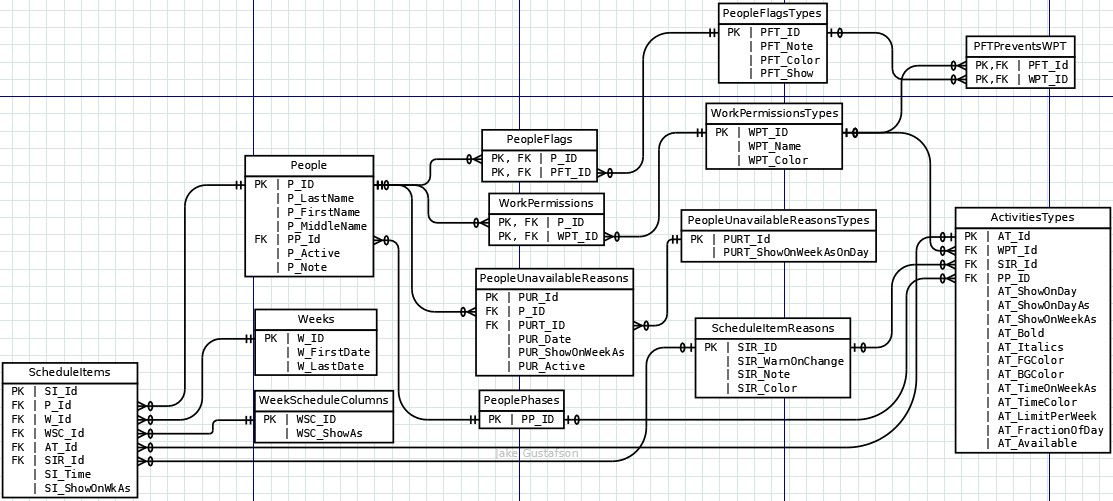 PeopleFlagsTypes
PK | PFT_ID
| PFT_Note
| PFT_Color
| PFT_Show
PFTPreventsWPT
PK,FK | PFT_Id
PK,FK | WPT_ID
WorkPermissionsTypes
PK | WPT_ID
| WPT_Name
| WPT_Color
PeopleFlags
PK, FK | P_ID
PK, FK | PFT_ID
People
PK | P_ID
| P_LastName
| P_FirstName
| P_MiddleName
FK | PP_Id
| P_Active
| P_Note
WorkPermissions
PK, FK | P_ID
PK, FK | WPT_ID
PeopleUnavailableReasonsTypes
PK | PURT_Id
| PURT_ShowOnWeekAsOnDay
ActivitiesTypes
PK | AT_Id
FK | WPT_Id
FK | SIR_Id
FK | PP_ID
| AT_ShowOnDay
| AT_ShowOnDayAs
| AT_ShowOnWeekAs
| AT_Bold
| AT_Italics
| AT_FGColor
| AT_BGColor
| AT_TimeOnWeekAs
| AT_TimeColor
| AT_LimitPerWeek
| AT_FractionOfDay
| AT_Available
PeopleUnavailableReasons
PK | PUR_Id
FK | P_ID
FK | PURT_ID
| PUR_Date
| PUR_ShowOnWeekAs
| PUR_Active
Weeks
PK | W_ID
| W_FirstDate
| W_LastDate
ScheduleItemReasons
PK | SIR_ID
| SIR_WarnOnChange
| SIR_Note
| SIR_Color
ScheduleItems
PK | SI_Id
FK | P_Id
FK | W_Id
FK | WSC_Id
FK | AT_Id
FK | SIR_Id
| SI_Time
| SI_ShowOnWkAs
WeekScheduleColumns
PK | WSC_ID
| WSC_ShowAs
PeoplePhases
PK | PP_ID
Jake Gustafson